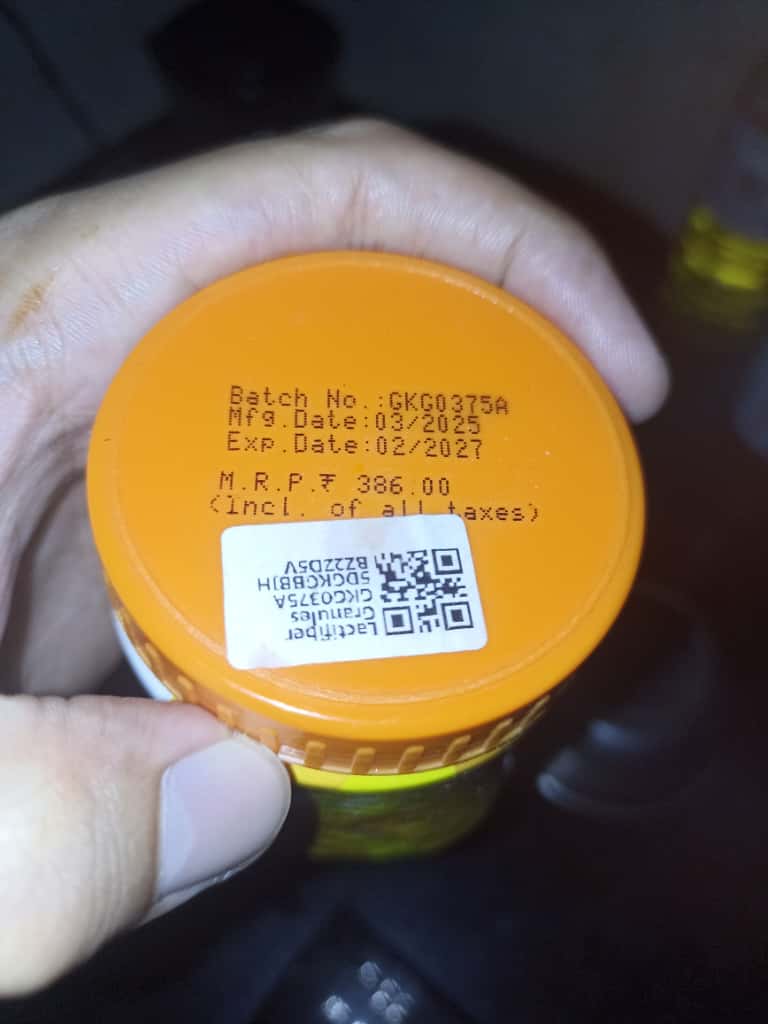 Batch No.:GKG0375A
Mfg.Date:03/2025
Exp.Date:02/2027
M.R.P.₹ 386.00
(Incl. of all taxes)
Lactifiber
Granules
GKG0375A
5DGKCBBJH
BZ2ZD5V